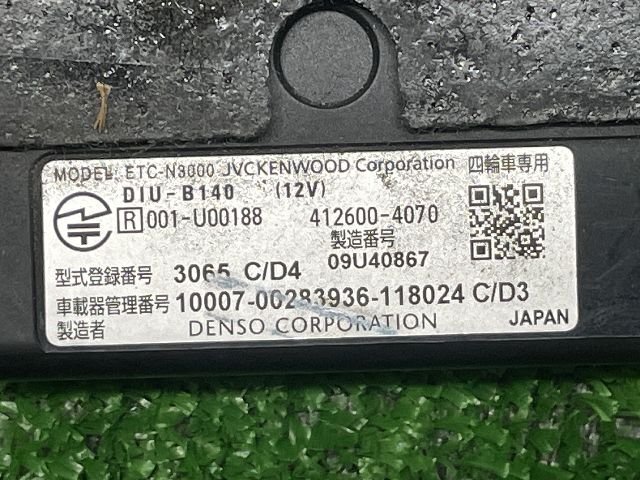 MODEL: ETC-N3000 JVCKENWOOD Corporation 四輪車専用
DIU-B140 (12V)
R 001-U00188 412600-4070
製造番号
型式登録番号 3065 C/D4 09U40867
車載器管理番号 10007-00283936-118024 C/D3
製造者 DENSO CORPORATION JAPAN